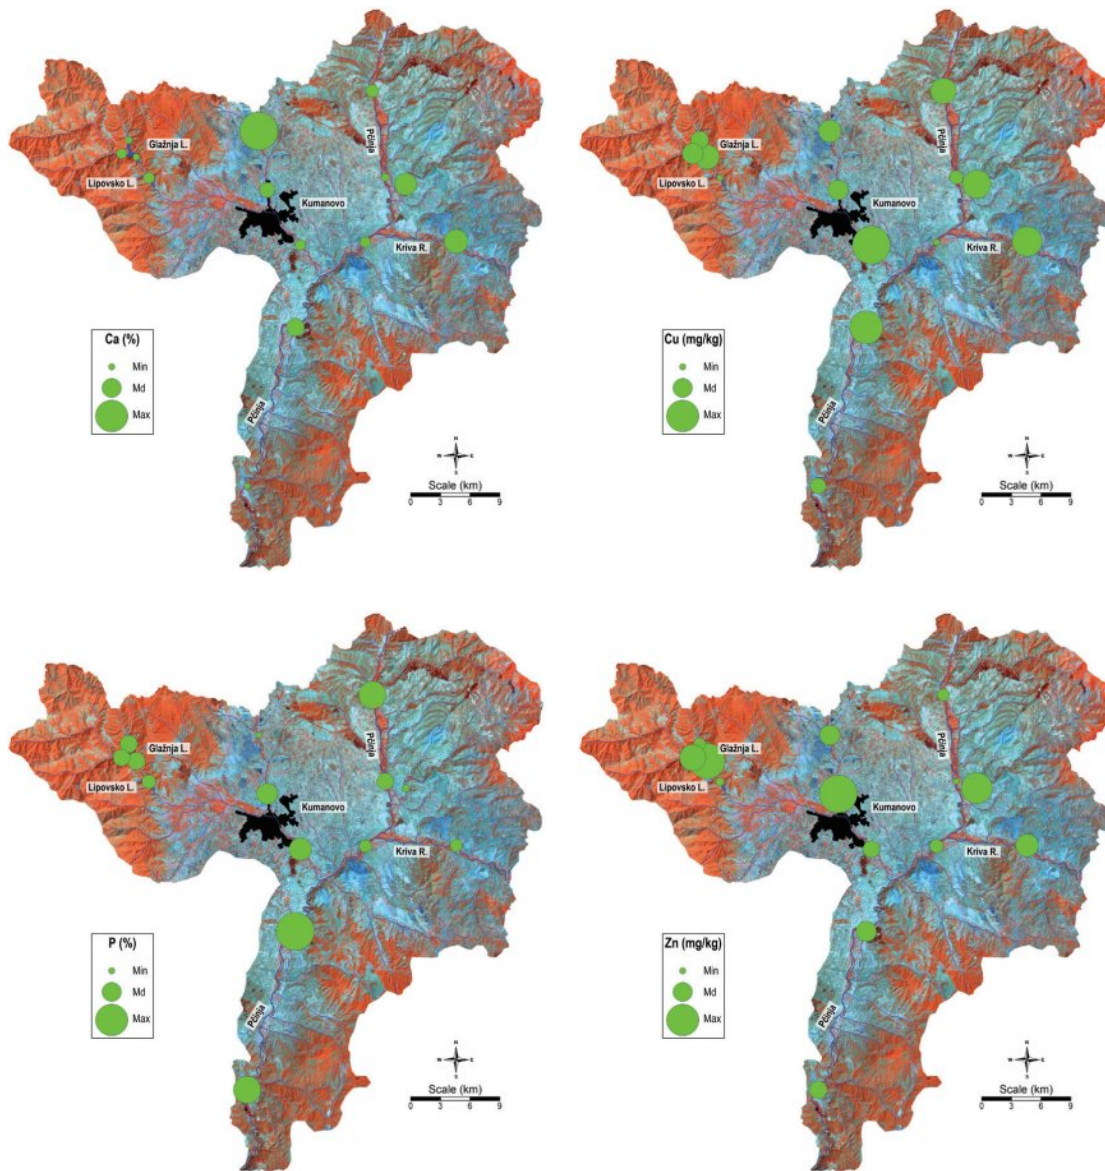 Glažnja L.
Lipovsko L.
Pčinja
Kumanovo
Kriva R.
Ca (%)
Min
Md
Max
Pčinja
N
W E
S
Scale (km)
0 3 6 9
Glažnja L.
Lipovsko L.
Pčinja
Kumanovo
Kriva R.
Cu (mg/kg)
Min
Md
Max
Pčinja
N
W E
S
Scale (km)
0 3 6 9
Glažnja L.
Lipovsko L.
Pčinja
Kumanovo
Kriva R.
P (%)
Min
Md
Max
Pčinja
N
W E
S
Scale (km)
0 3 6 9
Glažnja L.
Lipovsko L.
Pčinja
Kumanovo
Kriva R.
Zn (mg/kg)
Min
Md
Max
Pčinja
N
W E
S
Scale (km)
0 3 6 9